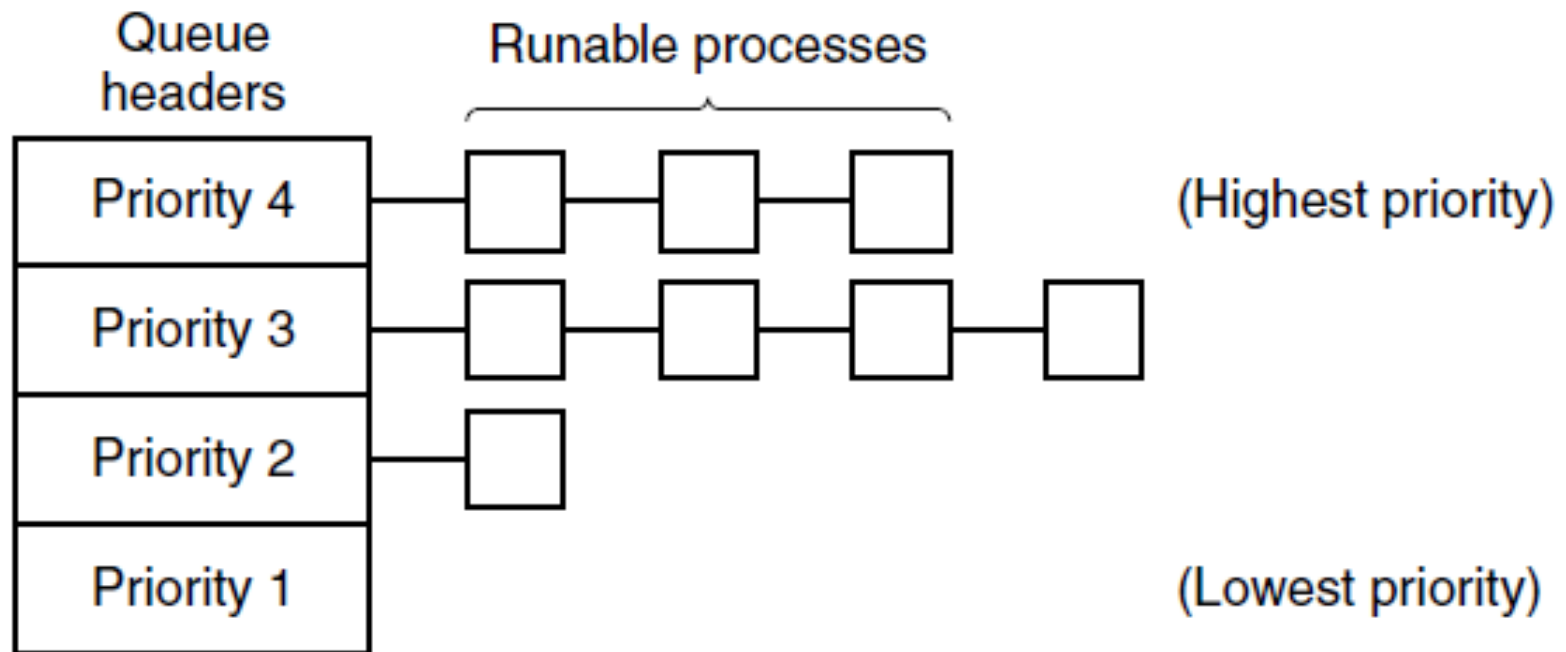 Queue
headers
Runable processes
Priority 4
(Highest priority)
Priority 3
Priority 2
Priority 1
(Lowest priority)